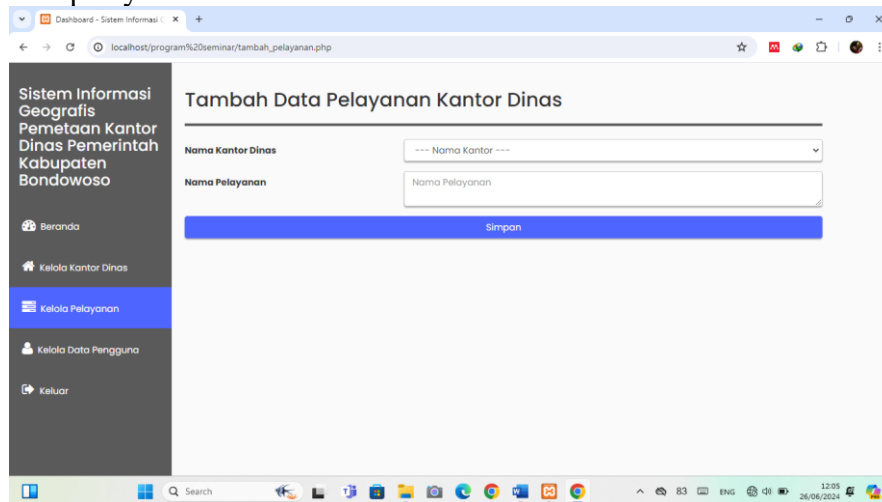 Dashboard - Sistem Informasi G
localhost/program%20seminar/tambah_pelayanan.php
Sistem Informasi
Geografis
Pemetaan Kantor
Dinas Pemerintah
Kabupaten
Bondowoso
Beranda
Kelola Kantor Dinas
Kelola Pelayanan
Kelola Data Pengguna
Keluar
Tambah Data Pelayanan Kantor Dinas
Nama Kantor Dinas
--- Nama Kantor ---
Nama Pelayanan
Nama Pelayanan
Simpan
Search
83
ENG
12:05
26/06/2024